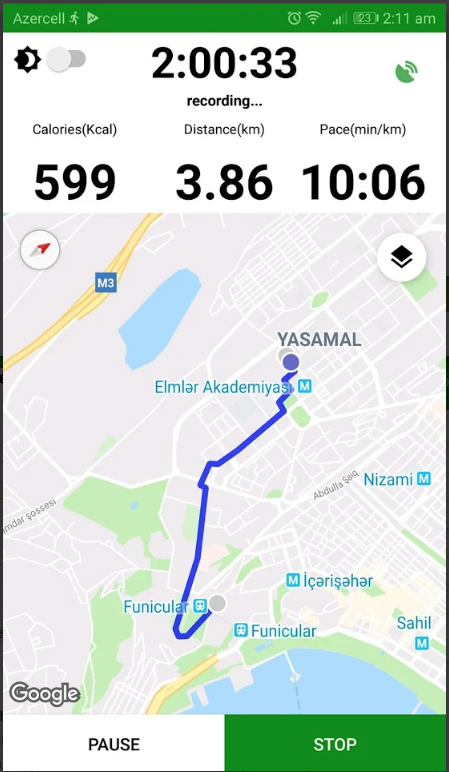 Azercell 23 2:11 am
2:00:33
recording...
Calories(Kcal) Distance(km) Pace(min/km)
599 3.86 10:06
M3
YASAMAL
Elmlər Akademiyası M
Abdulla Şaiq
Nizami M
amdar şossesi
M İçərişəhər
Funicular
Funicular
Sahil
M
Google
PAUSE STOP